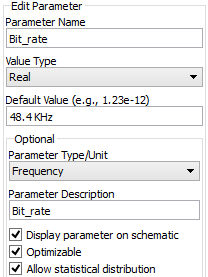 Edit Parameter
Parameter Name
Bit_rate
Value Type
Real
Default Value (e.g., 1.23e-12)
48.4 KHz
Optional
Parameter Type/Unit
Frequency
Parameter Description
Bit_rate
Display parameter on schematic
Optimizable
Allow statistical distribution